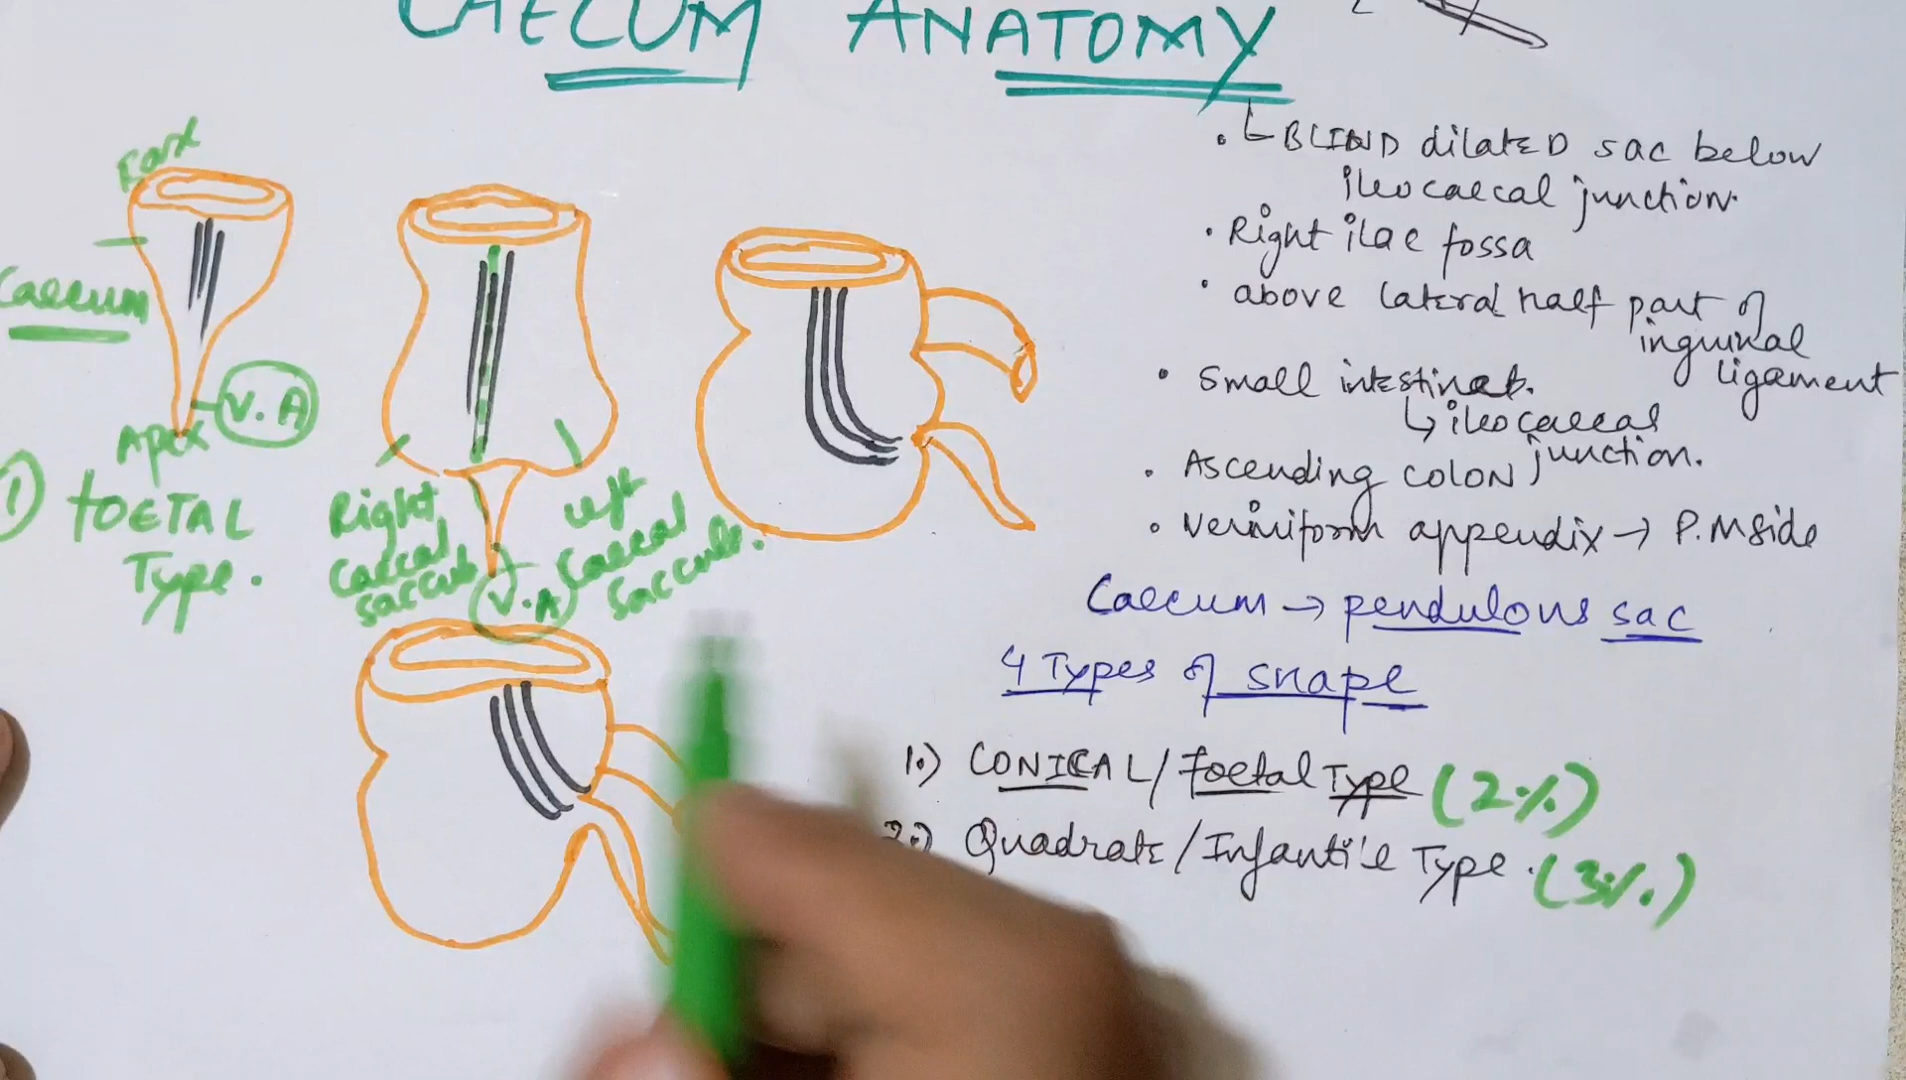 CAECUM ANATOMY
• ↳ BLIND dilated sac below
ileocaecal junction.
• Right ilac fossa
• above lateral half part of
inguinal
ligament
• Small
↳ ileocaecal
junction.
• Ascending COLON
• Vermiform appendix → P.M side
Caecum → pendulous sac
4 Types of shape
1.) CONICAL/Foetal Type (2%)
2.) Quadrate/Infantile Type. (3%)
Caecum
V.A
Apex
1 FOETAL
Type.
Right
Caecal
saccule
V.A
left
Caecal
saccule.